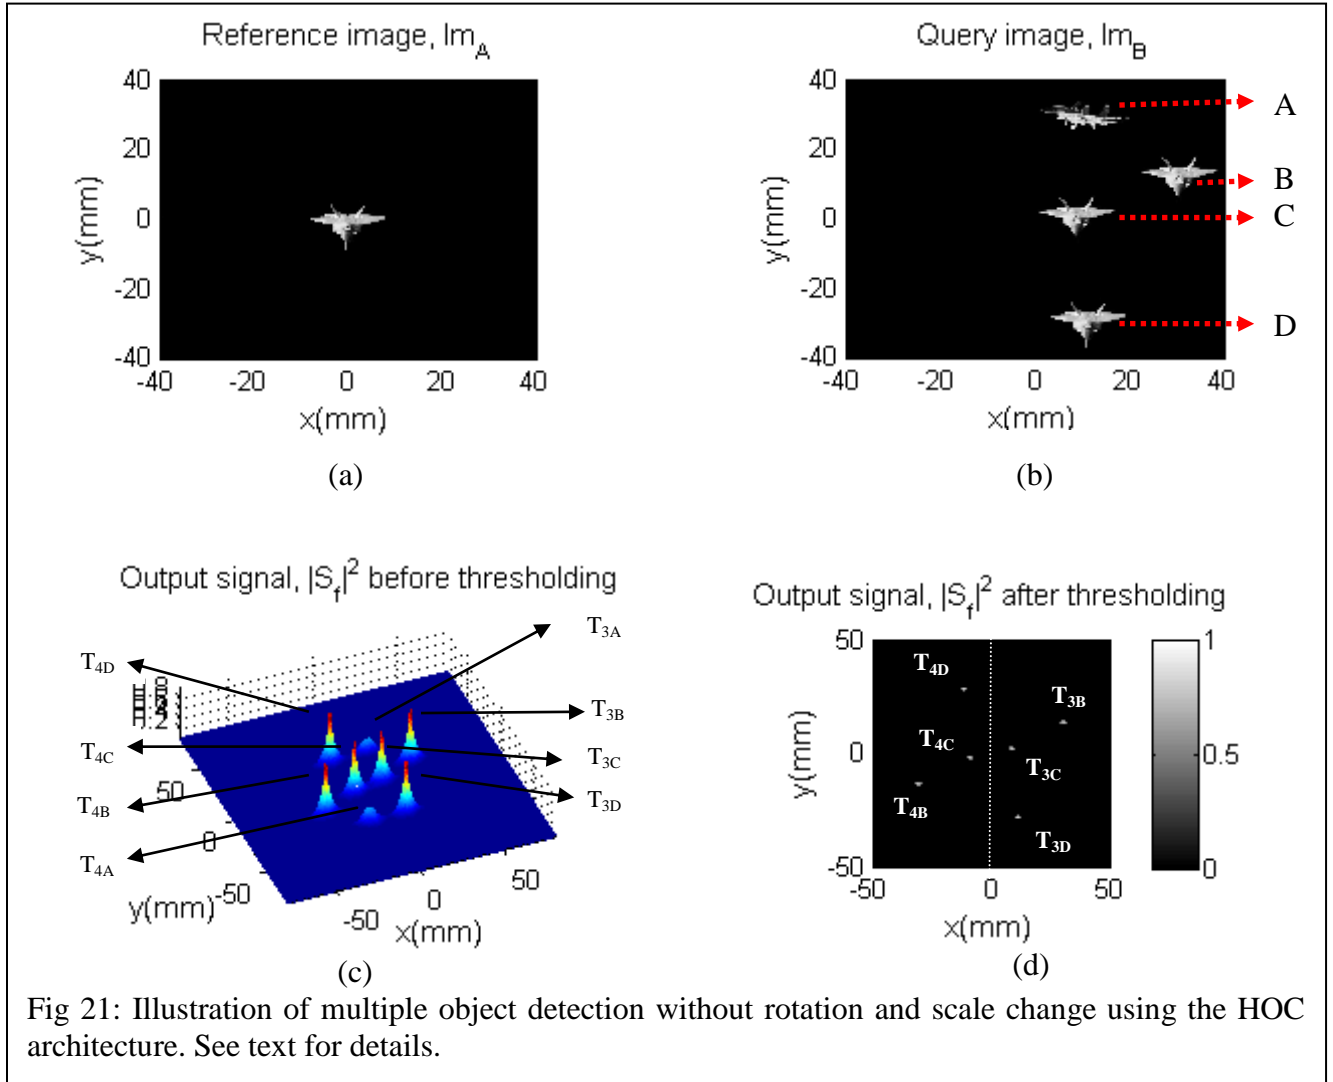 Reference image, Im_A
40
20
0
-20
-40
y(mm)
-40 -20 0 20 40
x(mm)
(a)
Query image, Im_B
40
20
0
-20
-40
y(mm)
-40 -20 0 20 40
x(mm)
A
B
C
D
(b)
Output signal, |S_f|^2 before thresholding
T_3A
T_4D
T_3B
T_4C
T_3C
T_4B
T_3D
T_4A
50
0
-50
y(mm)
-50 0 50
x(mm)
(c)
Output signal, |S_f|^2 after thresholding
50
0
-50
y(mm)
T_4D
T_3B
T_4C
T_3C
T_4B
T_3D
-50 0 50
x(mm)
1
0.5
0
(d)
Fig 21: Illustration of multiple object detection without rotation and scale change using the HOC
architecture. See text for details.